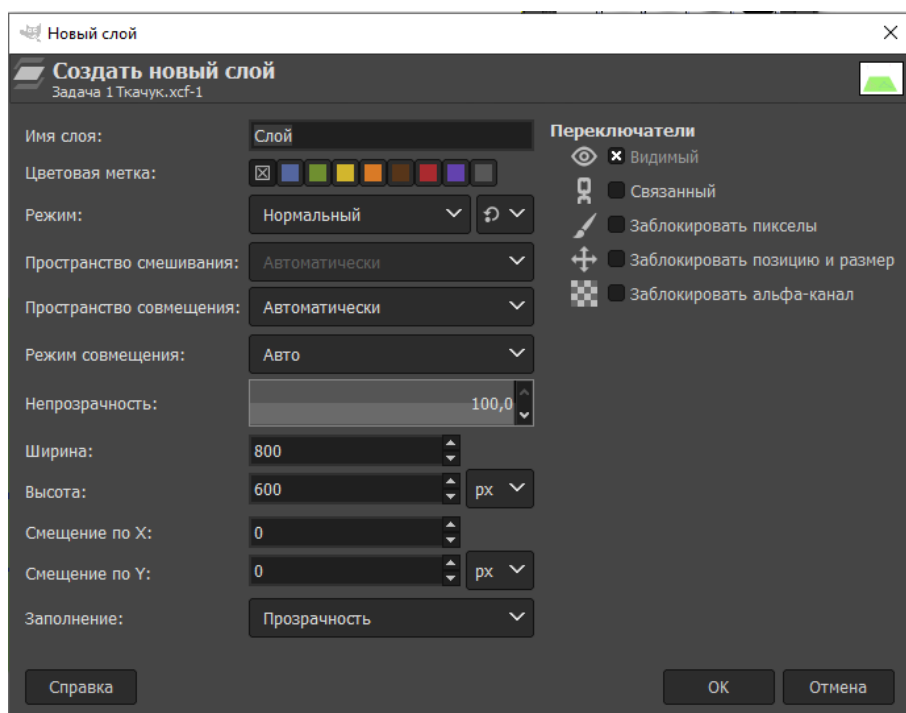 Новый слой
Создать новый слой
Задача 1 Ткачук.xcf-1
Имя слоя:
Слой
Цветовая метка:
Режим:
Нормальный
Пространство смешивания:
Автоматически
Пространство совмещения:
Автоматически
Режим совмещения:
Авто
Непрозрачность:
100,0
Ширина:
800
Высота:
600
px
Смещение по X:
0
Смещение по Y:
0
px
Заполнение:
Прозрачность
Переключатели
Видимый
Связанный
Заблокировать пикселы
Заблокировать позицию и размер
Заблокировать альфа-канал
Справка
OK
Отмена